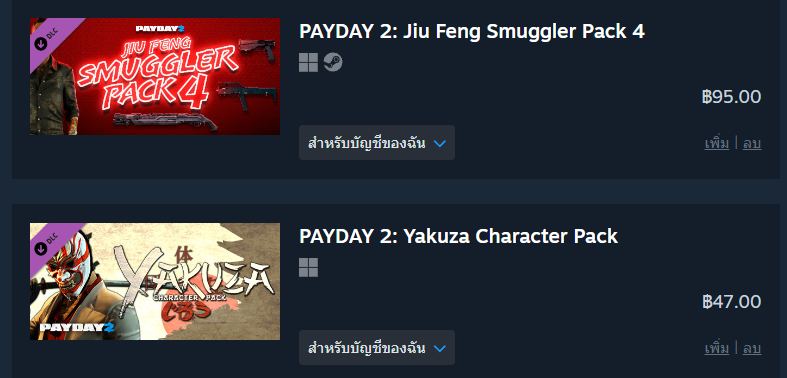 DLC
PAYDAY 2
JIU FENG
SMUGGLER
PACK 4
PAYDAY 2: Jiu Feng Smuggler Pack 4
฿95.00
สำหรับบัญชีของฉัน
เพิ่ม | ลบ
DLC
体
YAKUZA
CHARACTER PACK
PAYDAY 2
PAYDAY 2: Yakuza Character Pack
฿47.00
สำหรับบัญชีของฉัน
เพิ่ม | ลบ